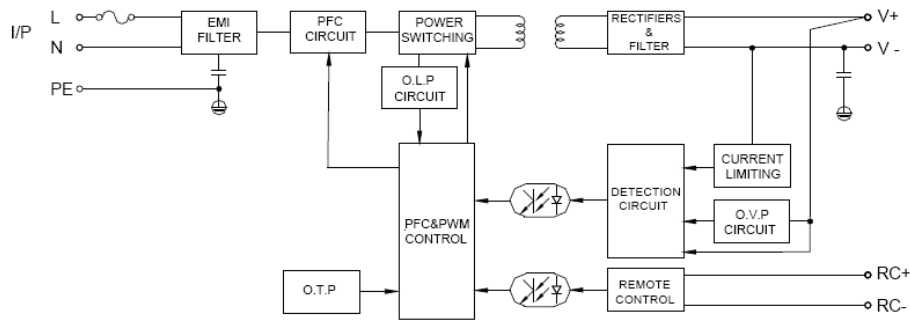 I/P
L
N
PE
EMI
FILTER
PFC
CIRCUIT
POWER
SWITCHING
RECTIFIERS
&
FILTER
V+
V -
O.L.P
CIRCUIT
PFC&PWM
CONTROL
DETECTION
CIRCUIT
CURRENT
LIMITING
O.V.P
CIRCUIT
O.T.P
REMOTE
CONTROL
RC+
RC-